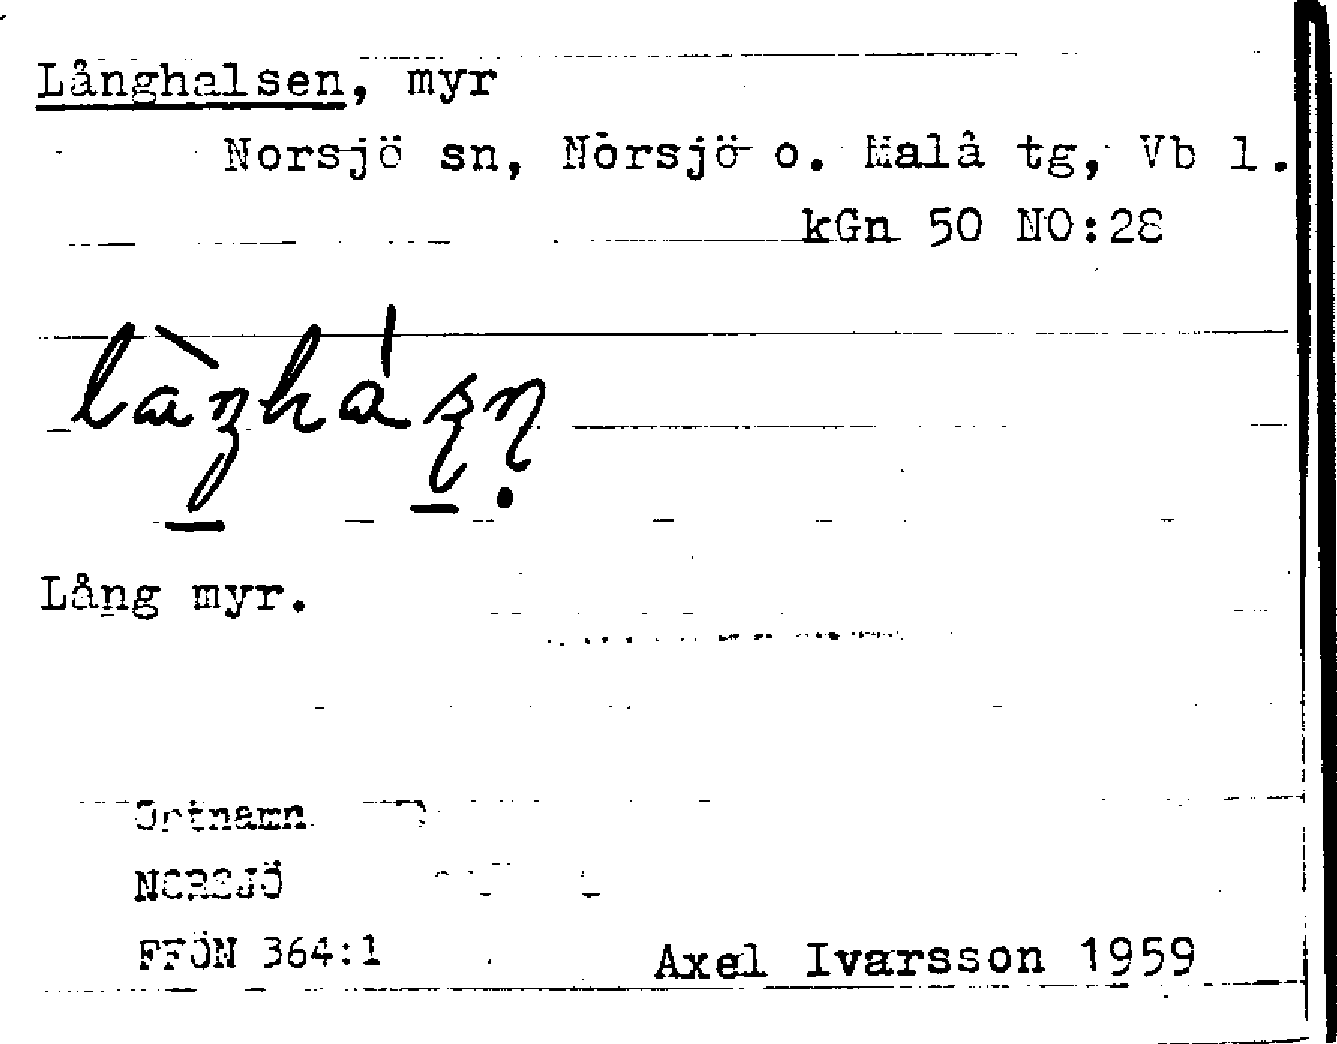 Långhalsen, myr
Norsjö sn, Norsjö o. Malå tg, Vb l.
kGn 50 NO:28
Lång myr.
Ortnamn
NORSJÖ
FFÖN 364:1
Axel Ivarsson 1959